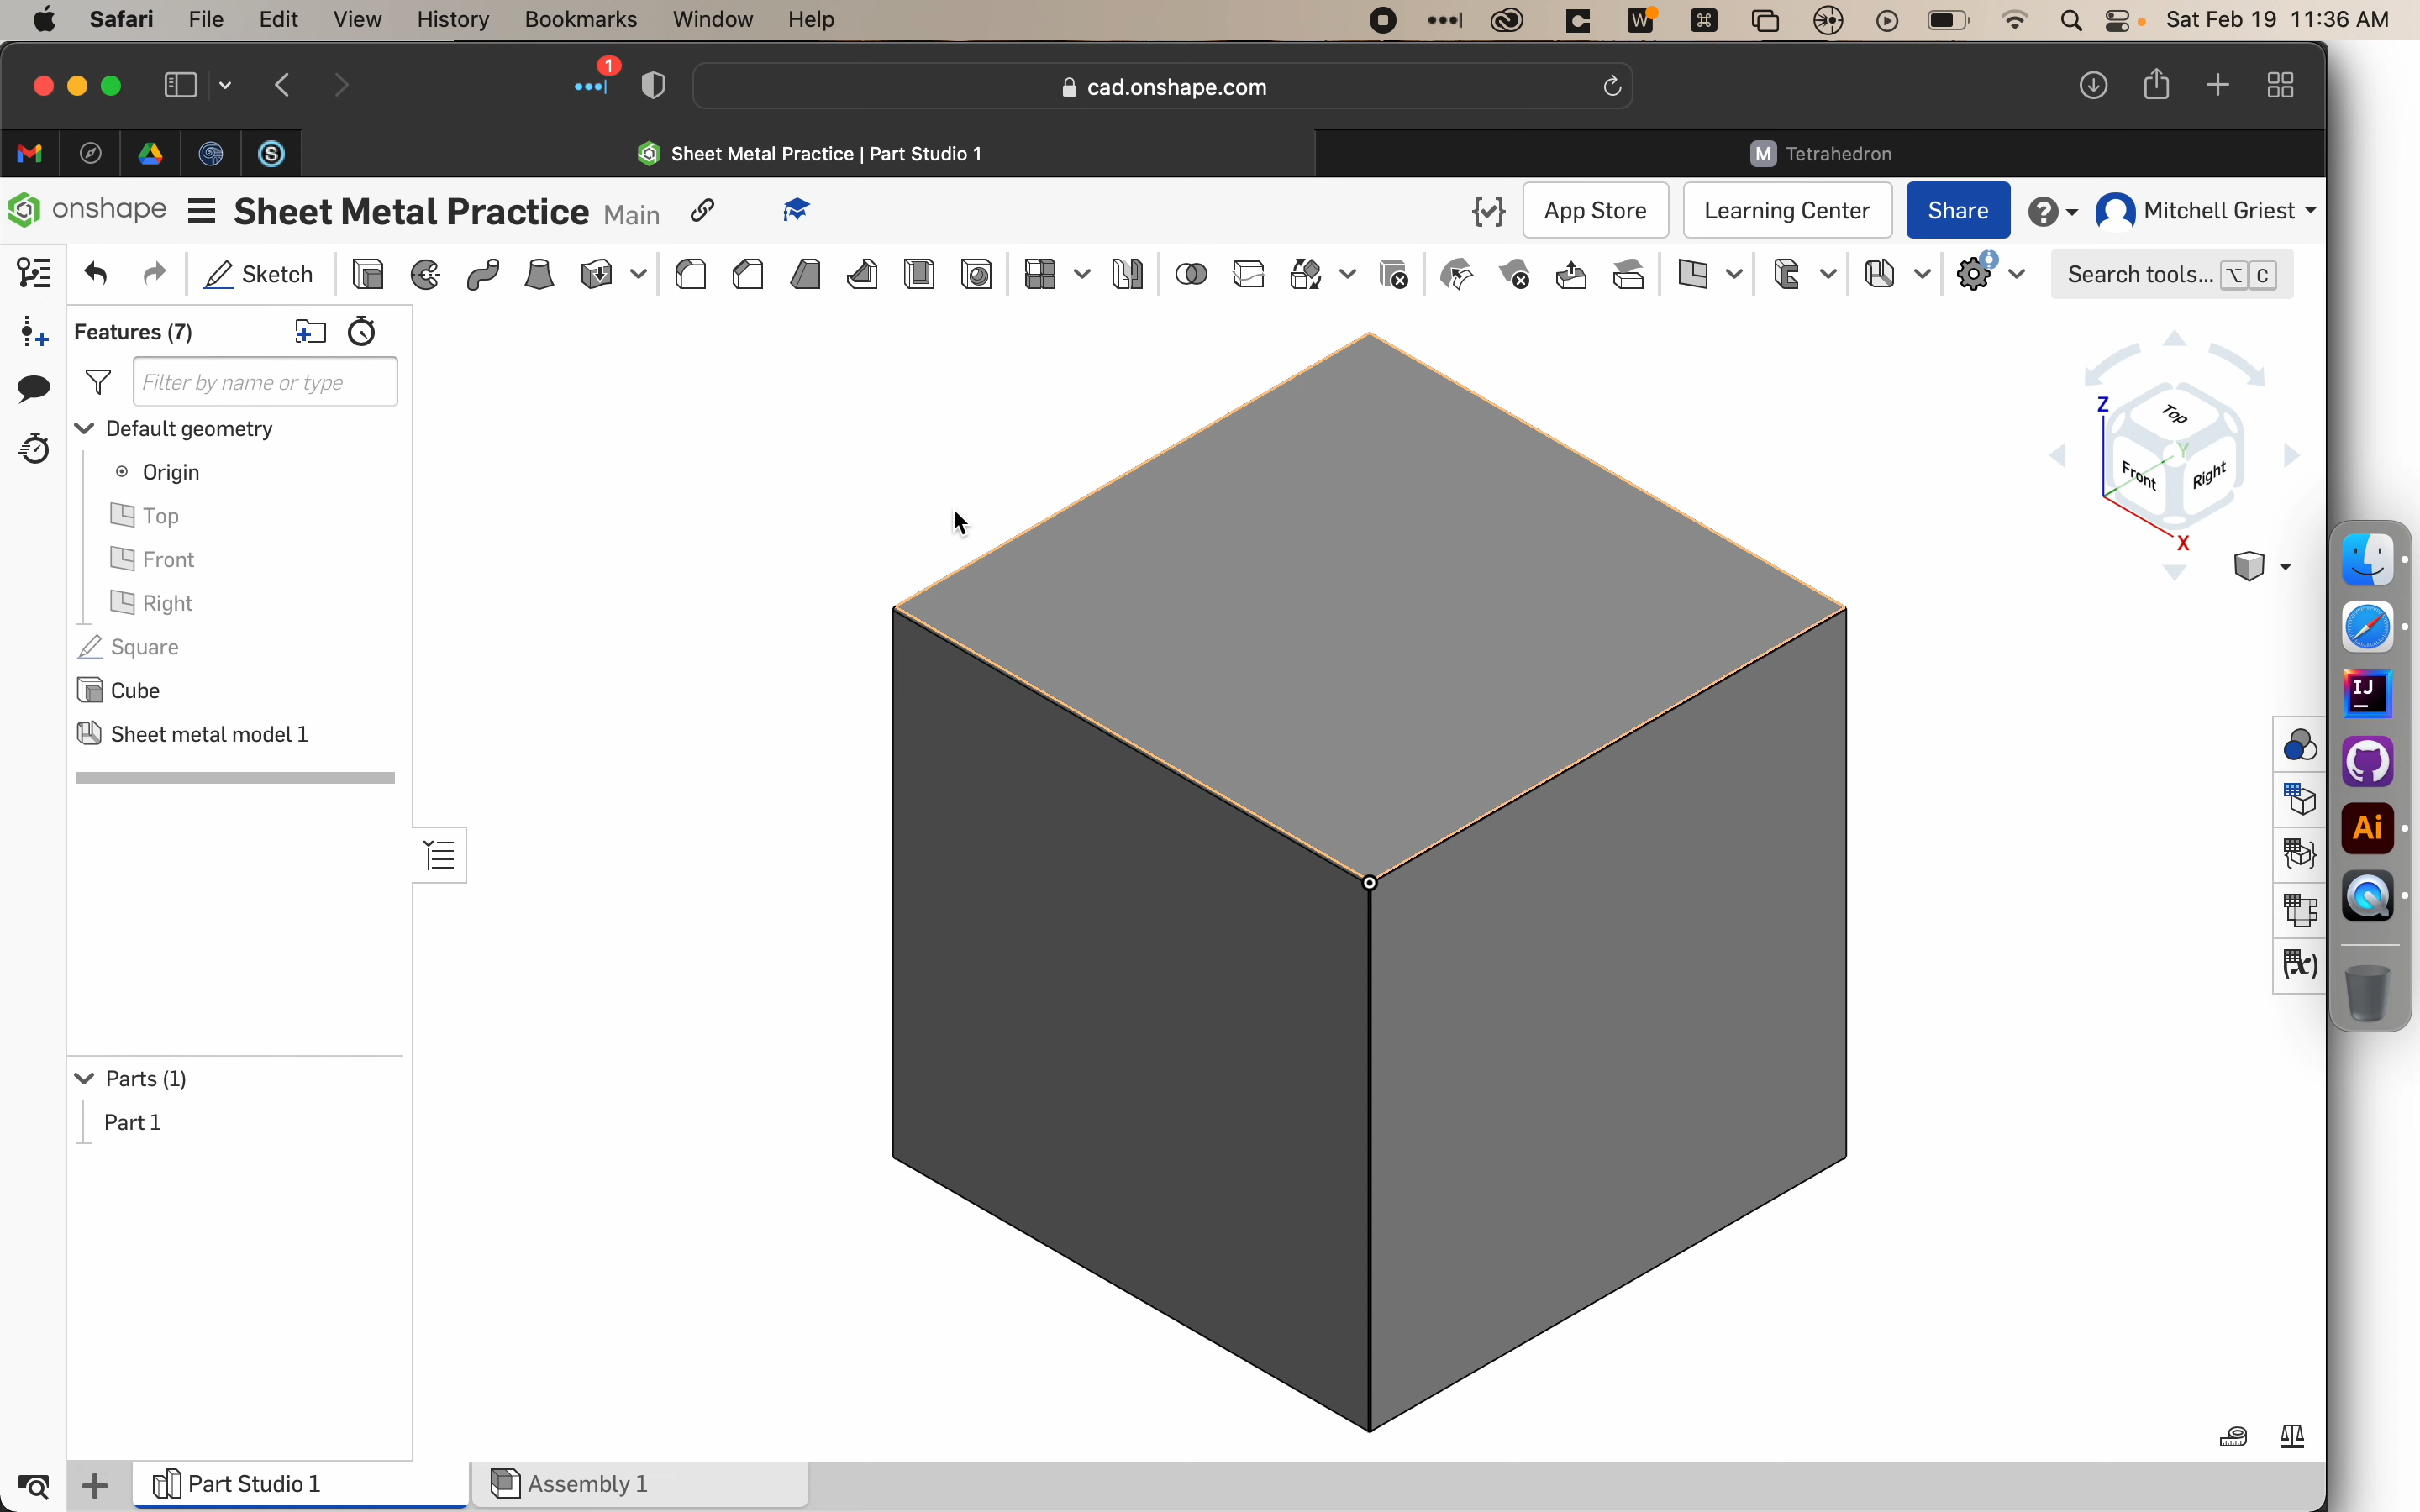 Safari File Edit View History Bookmarks Window Help W ⌘ Sat Feb 19 11:36 AM
1
cad.onshape.com
S Sheet Metal Practice | Part Studio 1 M Tetrahedron
onshape Sheet Metal Practice Main App Store Learning Center Share ? Mitchell Griest
Sketch Search tools... ⌥ C
Features (7)
Filter by name or type
Default geometry
Origin
Top
Front
Right
Square
Cube
Sheet metal model 1
Z
Top
Y
Front Right
X
IJ
Ai
(x)
Parts (1)
Part 1
Part Studio 1 Assembly 1